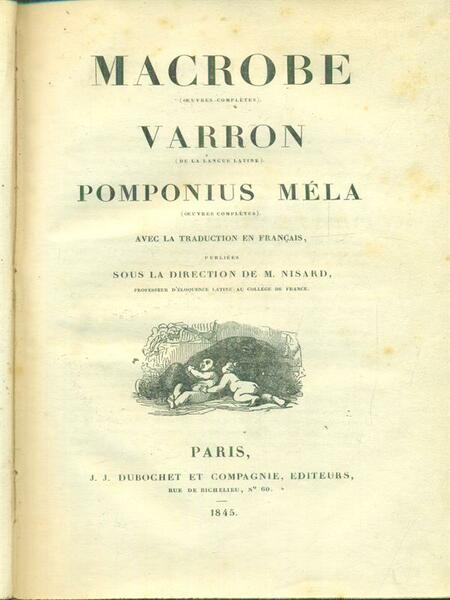 MACROBE
(ŒUVRES COMPLÈTES).
VARRON
(DE LA LANGUE LATINE).
POMPONIUS MÉLA
(ŒUVRES COMPLÈTES).
AVEC LA TRADUCTION EN FRANÇAIS,
PUBLIÉES
SOUS LA DIRECTION DE M. NISARD,
PROFESSEUR D'ÉLOQUENCE LATINE AU COLLÉGE DE FRANCE.
PARIS,
J. J. DUBOCHET ET COMPAGNIE, EDITEURS,
RUE DE RICHELIEU, Nº 60.
1845.